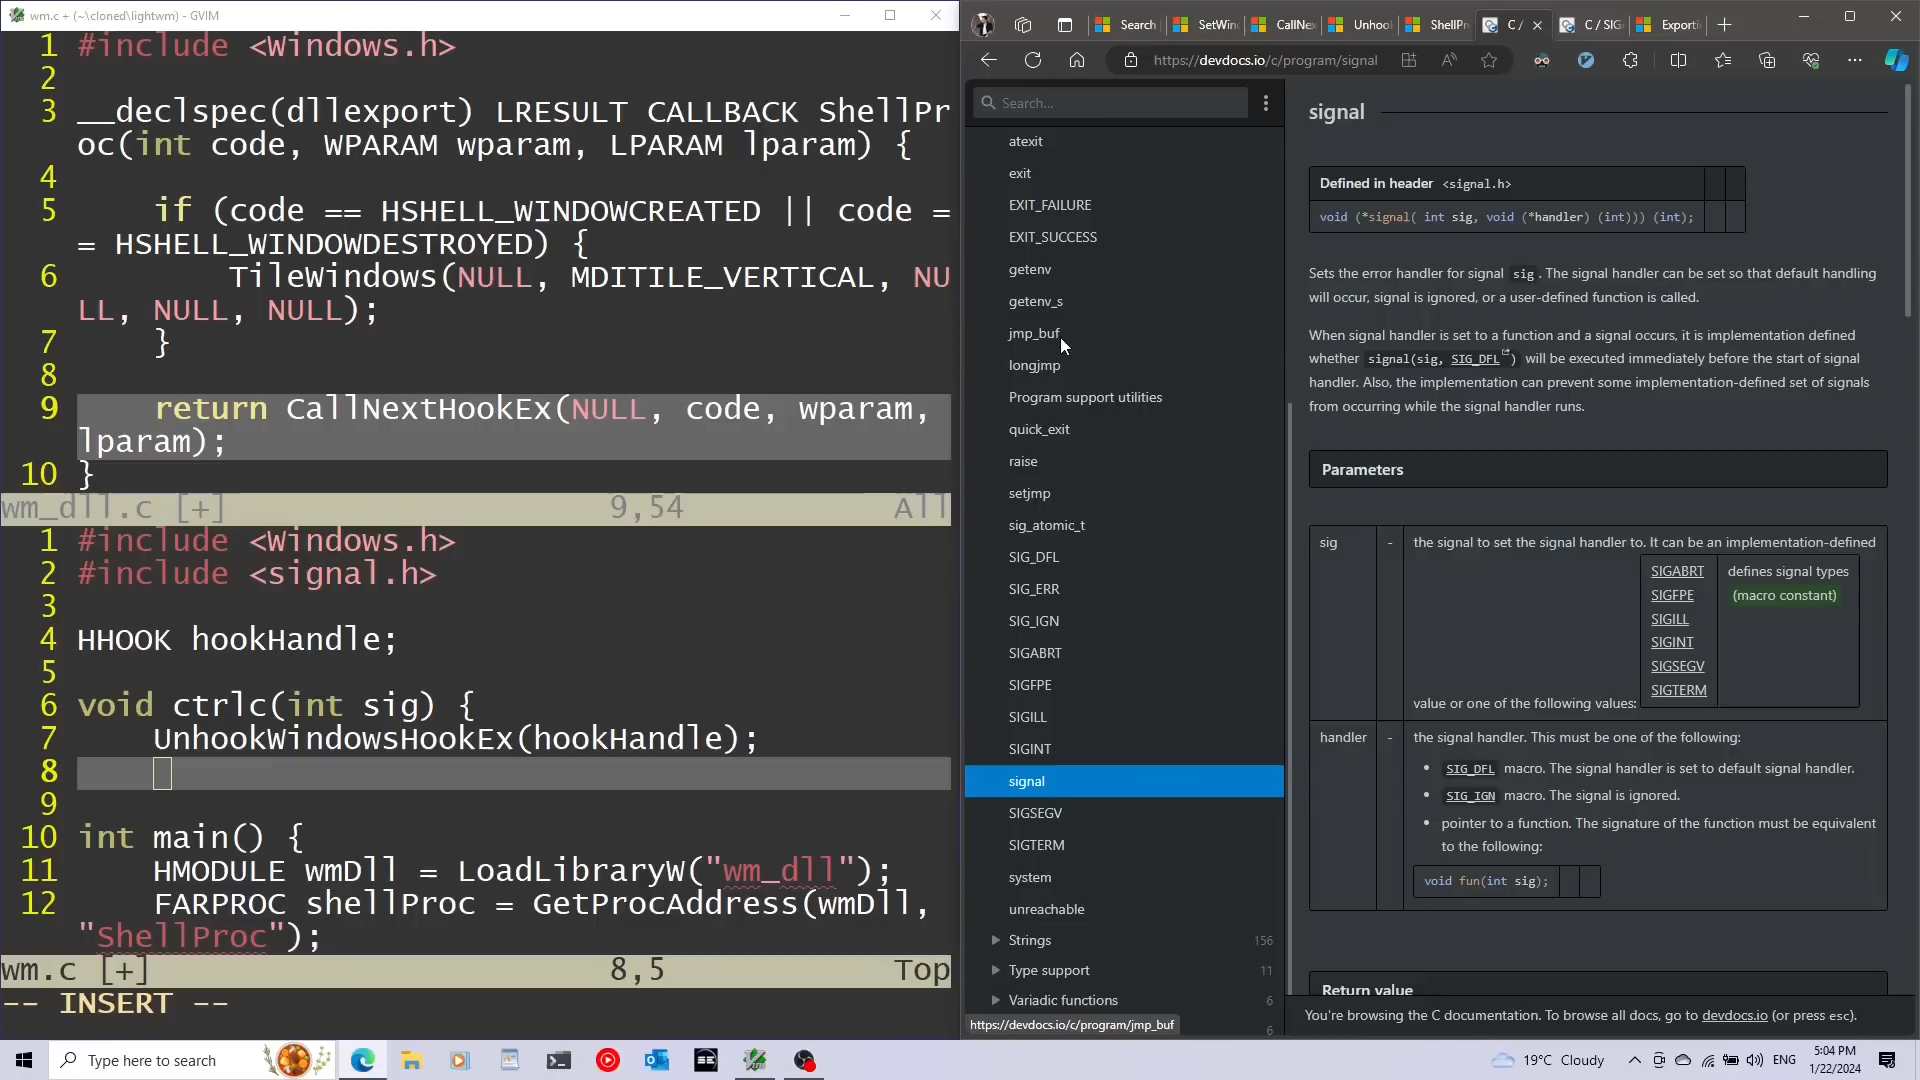 wm.c + (~\cloned\lightwm) - GVIM
1 #include <Windows.h>
2
3 __declspec(dllexport) LRESULT CALLBACK ShellPr
oc(int code, WPARAM wparam, LPARAM lparam) {
4
5 if (code == HSHELL_WINDOWCREATED || code =
= HSHELL_WINDOWDESTROYED) {
6 TileWindows(NULL, MDITILE_VERTICAL, NU
LL, NULL, NULL);
7 }
8
9 return CallNextHookEx(NULL, code, wparam,
lparam);
10 }
wm_dll.c [+] 9,54 All
1 #include <Windows.h>
2 #include <signal.h>
3
4 HHOOK hookHandle;
5
6 void ctrlc(int sig) {
7 UnhookWindowsHookEx(hookHandle);
8
9
10 int main() {
11 HMODULE wmDll = LoadLibraryW("wm_dll");
12 FARPROC shellProc = GetProcAddress(wmDll,
"ShellProc");
wm.c [+] 8,5 Top
-- INSERT --
Search SetWin CallNex Unhoo ShellPr C / C / SIG Exporti
https://devdocs.io/c/program/signal
Search...
atexit
exit
EXIT_FAILURE
EXIT_SUCCESS
getenv
getenv_s
jmp_buf
longjmp
Program support utilities
quick_exit
raise
setjmp
sig_atomic_t
SIG_DFL
SIG_ERR
SIG_IGN
SIGABRT
SIGFPE
SIGILL
SIGINT
signal
SIGSEGV
SIGTERM
system
unreachable
Strings 156
Type support 11
Variadic functions 6
6
https://devdocs.io/c/program/jmp_buf
signal
Defined in header <signal.h>
void (*signal( int sig, void (*handler) (int))) (int);
Sets the error handler for signal sig. The signal handler can be set so that default handling
will occur, signal is ignored, or a user-defined function is called.
When signal handler is set to a function and a signal occurs, it is implementation defined
whether signal(sig, SIG_DFL) will be executed immediately before the start of signal
handler. Also, the implementation can prevent some implementation-defined set of signals
from occurring while the signal handler runs.
Parameters
sig - the signal to set the signal handler to. It can be an implementation-defined
SIGABRT defines signal types
SIGFPE (macro constant)
SIGILL
SIGINT
SIGSEGV
SIGTERM
value or one of the following values:
handler - the signal handler. This must be one of the following:
• SIG_DFL macro. The signal handler is set to default signal handler.
• SIG_IGN macro. The signal is ignored.
• pointer to a function. The signature of the function must be equivalent
to the following:
void fun(int sig);
Return value
You're browsing the C documentation. To browse all docs, go to devdocs.io (or press esc).
Type here to search
19°C Cloudy
ENG
5:04 PM
1/22/2024